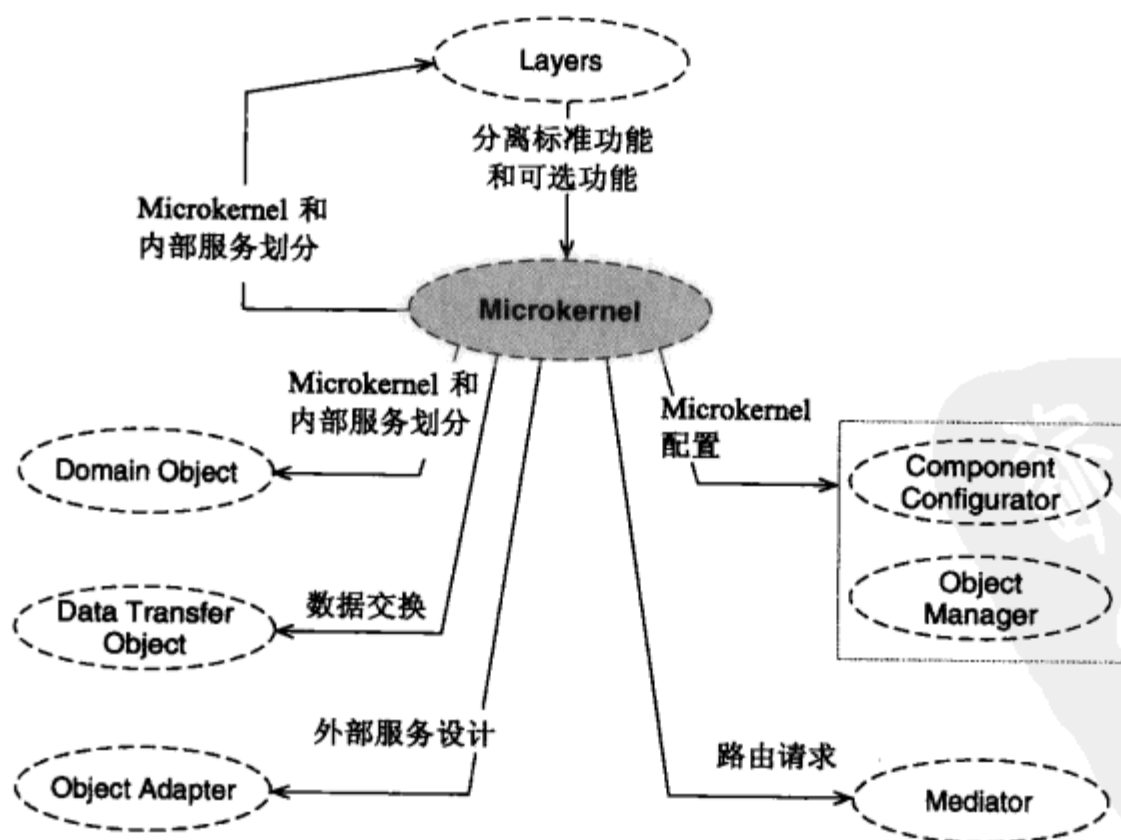 Layers
分离标准功能
和可选功能
Microkernel 和
内部服务划分
Microkernel
Microkernel 和
内部服务划分
Microkernel
配置
Domain Object
Component
Configurator
Object
Manager
Data Transfer
Object
数据交换
外部服务设计
路由请求
Object Adapter
Mediator